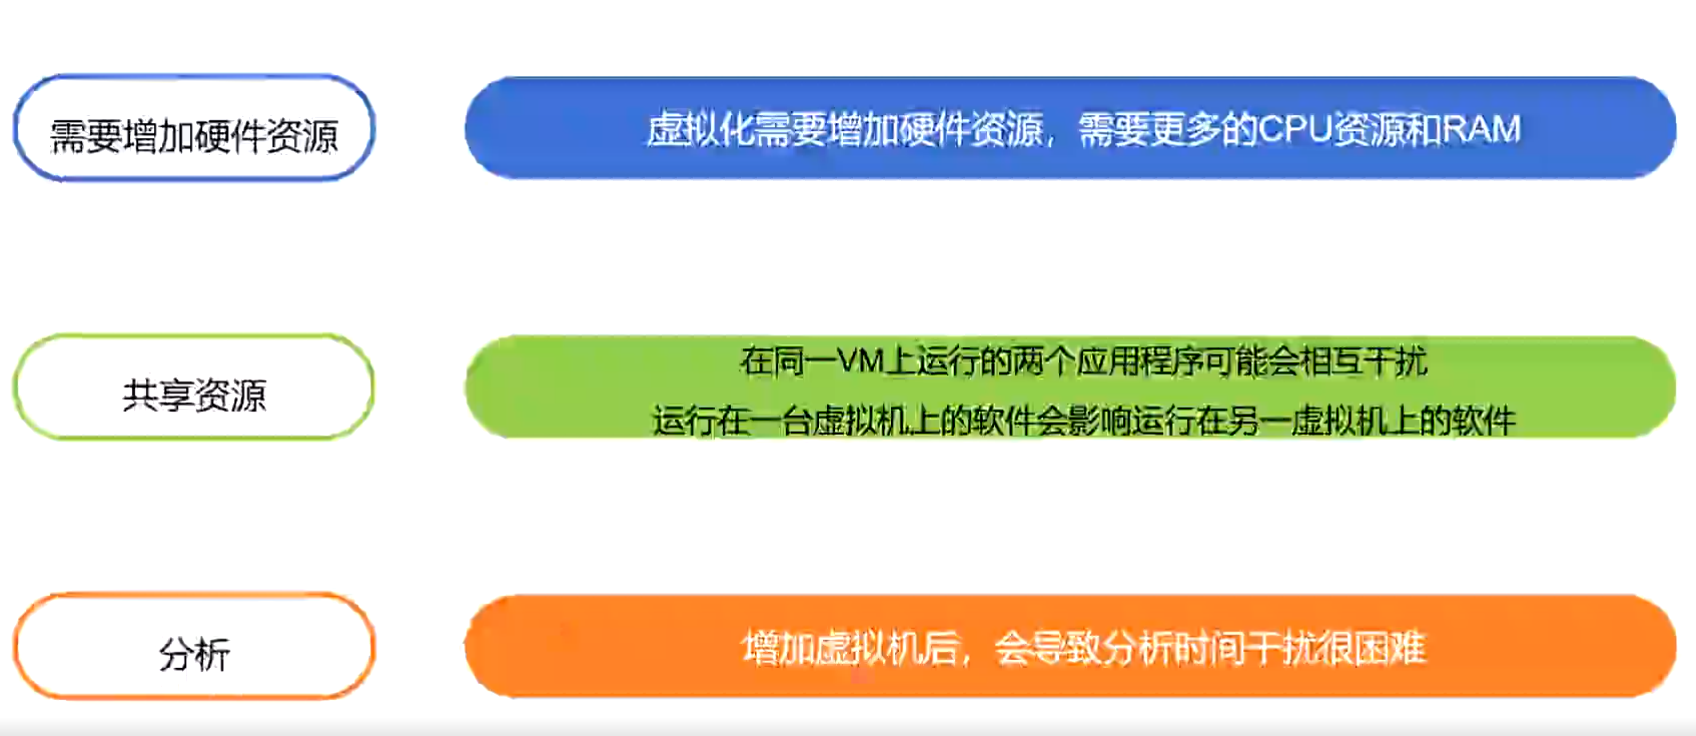 需要增加硬件资源
虚拟化需要增加硬件资源，需要更多的CPU资源和RAM
共享资源
在同一VM上运行的两个应用程序可能会相互干扰
运行在一台虚拟机上的软件会影响运行在另一虚拟机上的软件
分析
增加虚拟机后，会导致分析时间干扰很困难